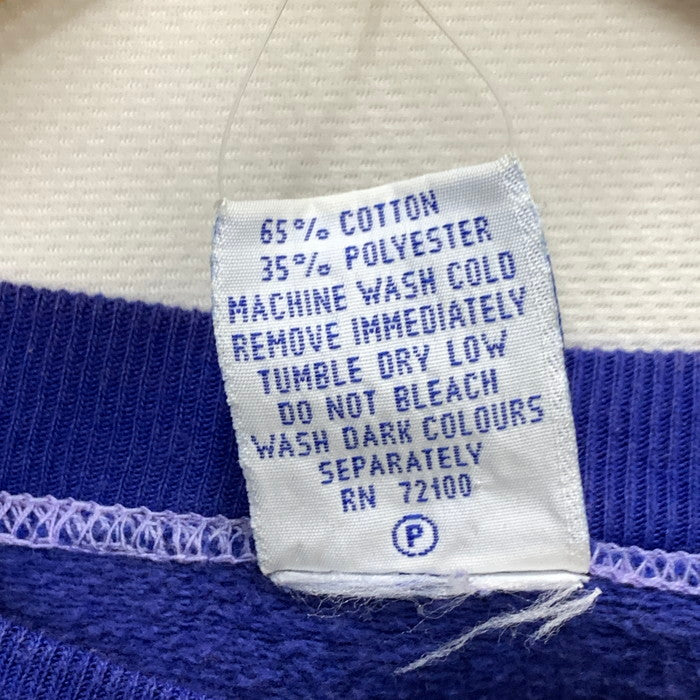 65% COTTON
35% POLYESTER
MACHINE WASH COLD
REMOVE IMMEDIATELY
TUMBLE DRY LOW
DO NOT BLEACH
WASH DARK COLOURS
SEPARATELY
RN 72100
P